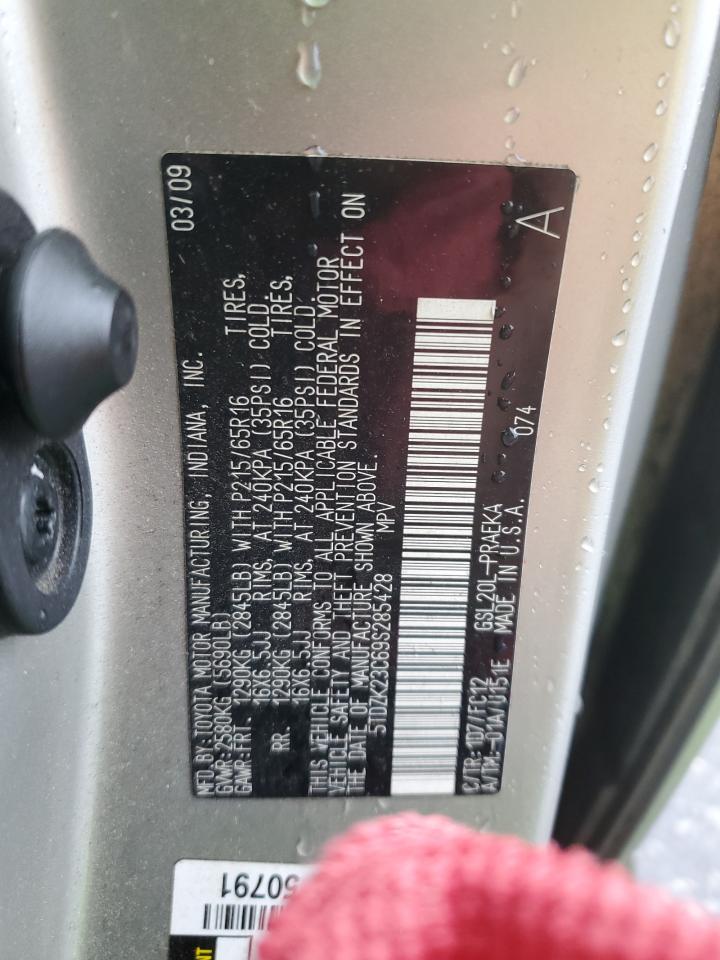 MFD.BY:TOYOTA MOTOR MANUFACTURING, INDIANA, INC. 03/09
GVWR:2580KG (5690LB)
GAWR:FRT. 1290KG (2845LB) WITH P215/65R16 TIRES,
16X6.5JJ RIMS. AT 240KPA (35PSI) COLD.
RR. 1290KG (2845LB) WITH P215/65R16 TIRES,
16X6.5JJ RIMS. AT 240KPA (35PSI) COLD.
THIS VEHICLE CONFORMS TO ALL APPLICABLE FEDERAL MOTOR
VEHICLE SAFETY AND THEFT PREVENTION STANDARDS IN EFFECT ON
THE DATE OF MANUFACTURE SHOWN ABOVE.
5TDZK23C69S285428 MPV
C/TR:1D7/FC12 GSL20L-PRAEKA 074
A/TM:-01A/U151E MADE IN U.S.A. A
50791